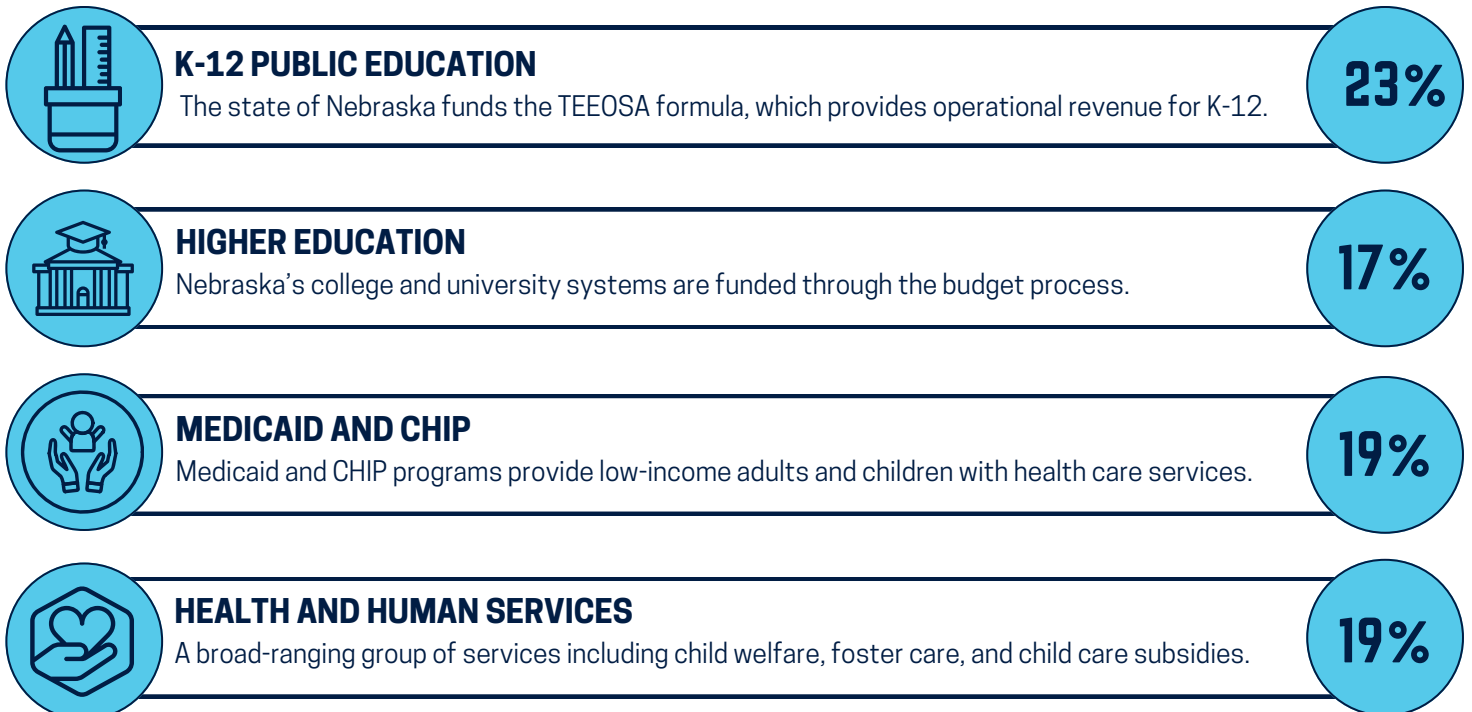 K-12 PUBLIC EDUCATION
The state of Nebraska funds the TEEOSA formula, which provides operational revenue for K-12.
23%
HIGHER EDUCATION
Nebraska’s college and university systems are funded through the budget process.
17%
MEDICAID AND CHIP
Medicaid and CHIP programs provide low-income adults and children with health care services.
19%
HEALTH AND HUMAN SERVICES
A broad-ranging group of services including child welfare, foster care, and child care subsidies.
19%